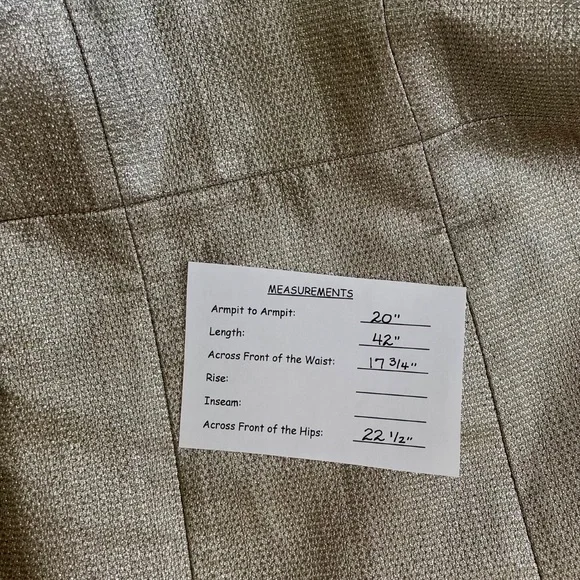 MEASUREMENTS
Armpit to Armpit: 20"
Length: 42"
Across Front of the Waist: 17 3/4"
Rise:
Inseam:
Across Front of the Hips: 22 1/2"